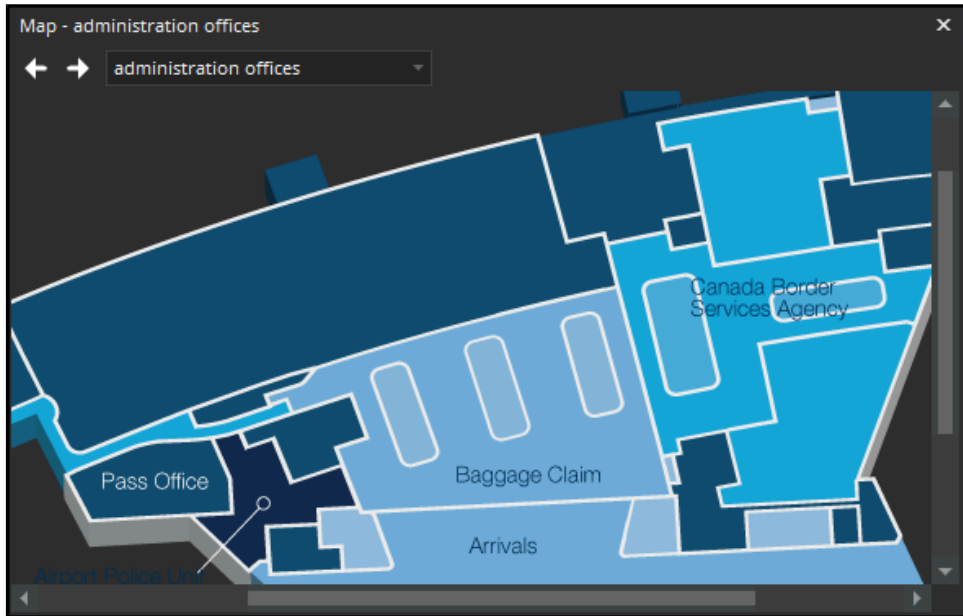 Map - administration offices
administration offices
Canada Border
Services Agency
Pass Office
Baggage Claim
Arrivals
Airport Police Unit